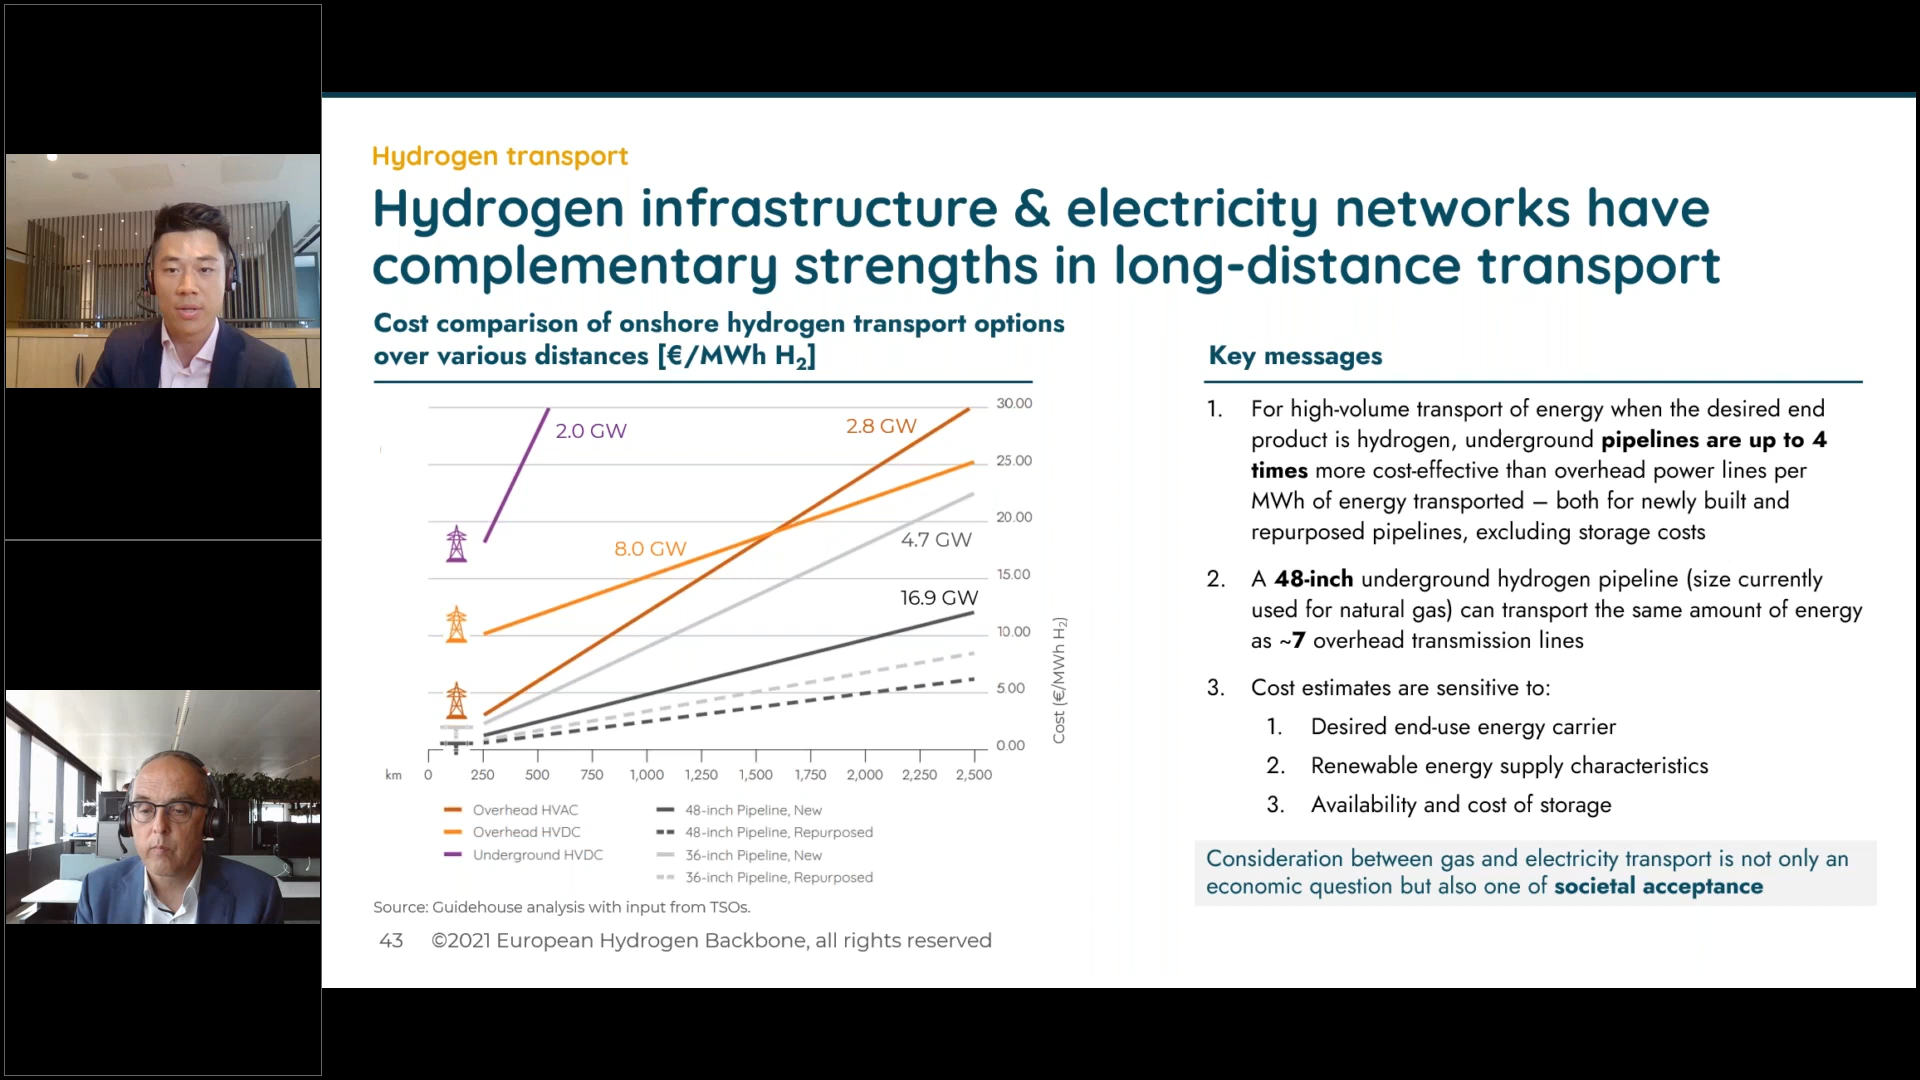 Hydrogen transport
Hydrogen infrastructure & electricity networks have
complementary strengths in long-distance transport
Cost comparison of onshore hydrogen transport options
over various distances [€/MWh H₂]
30.00
25.00
20.00
15.00
10.00
5.00
0.00
2.0 GW
2.8 GW
8.0 GW
4.7 GW
16.9 GW
Cost (€/MWh H₂)
km 0 250 500 750 1,000 1,250 1,500 1,750 2,000 2,250 2,500
Overhead HVAC
Overhead HVDC
Underground HVDC
48-inch Pipeline, New
48-inch Pipeline, Repurposed
36-inch Pipeline, New
36-inch Pipeline, Repurposed
Source: Guidehouse analysis with input from TSOs.
43 ©2021 European Hydrogen Backbone, all rights reserved
Key messages
1. For high-volume transport of energy when the desired end
product is hydrogen, underground pipelines are up to 4
times more cost-effective than overhead power lines per
MWh of energy transported – both for newly built and
repurposed pipelines, excluding storage costs
2. A 48-inch underground hydrogen pipeline (size currently
used for natural gas) can transport the same amount of energy
as ~7 overhead transmission lines
3. Cost estimates are sensitive to:
1. Desired end-use energy carrier
2. Renewable energy supply characteristics
3. Availability and cost of storage
Consideration between gas and electricity transport is not only an
economic question but also one of societal acceptance